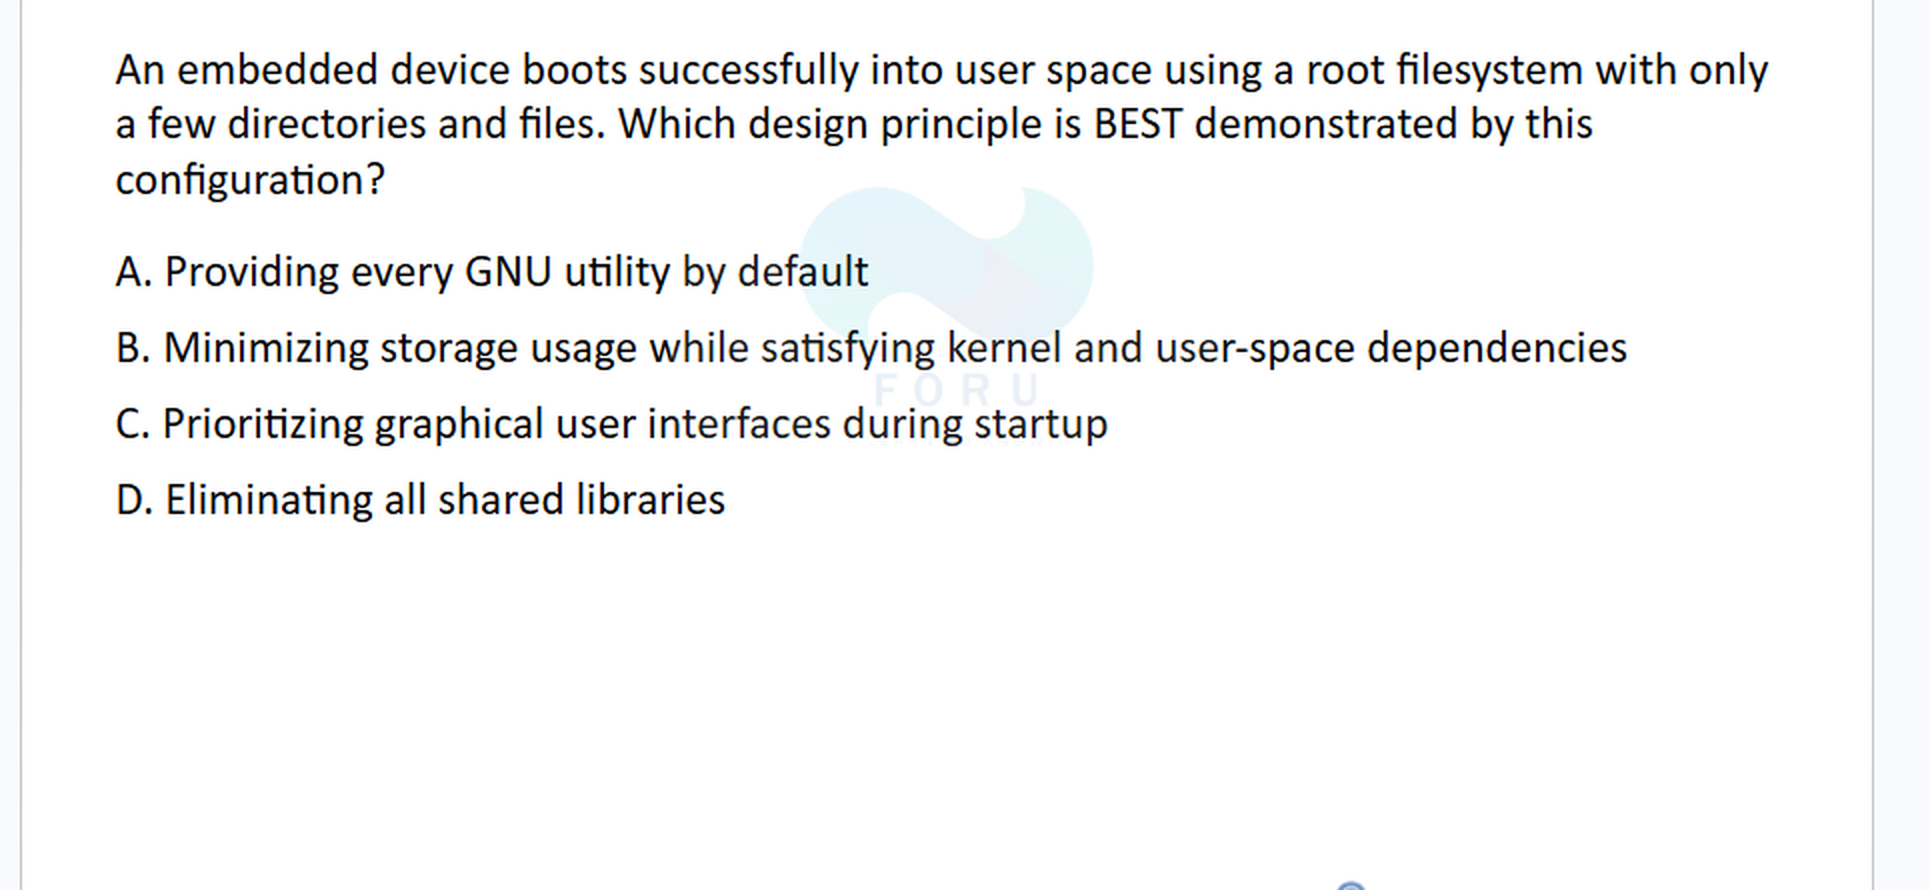 An embedded device boots successfully into user space using a root filesystem with only
a few directories and files. Which design principle is BEST demonstrated by this
configuration?
A. Providing every GNU utility by default
B. Minimizing storage usage while satisfying kernel and user-space dependencies
FORU
C. Prioritizing graphical user interfaces during startup
D. Eliminating all shared libraries